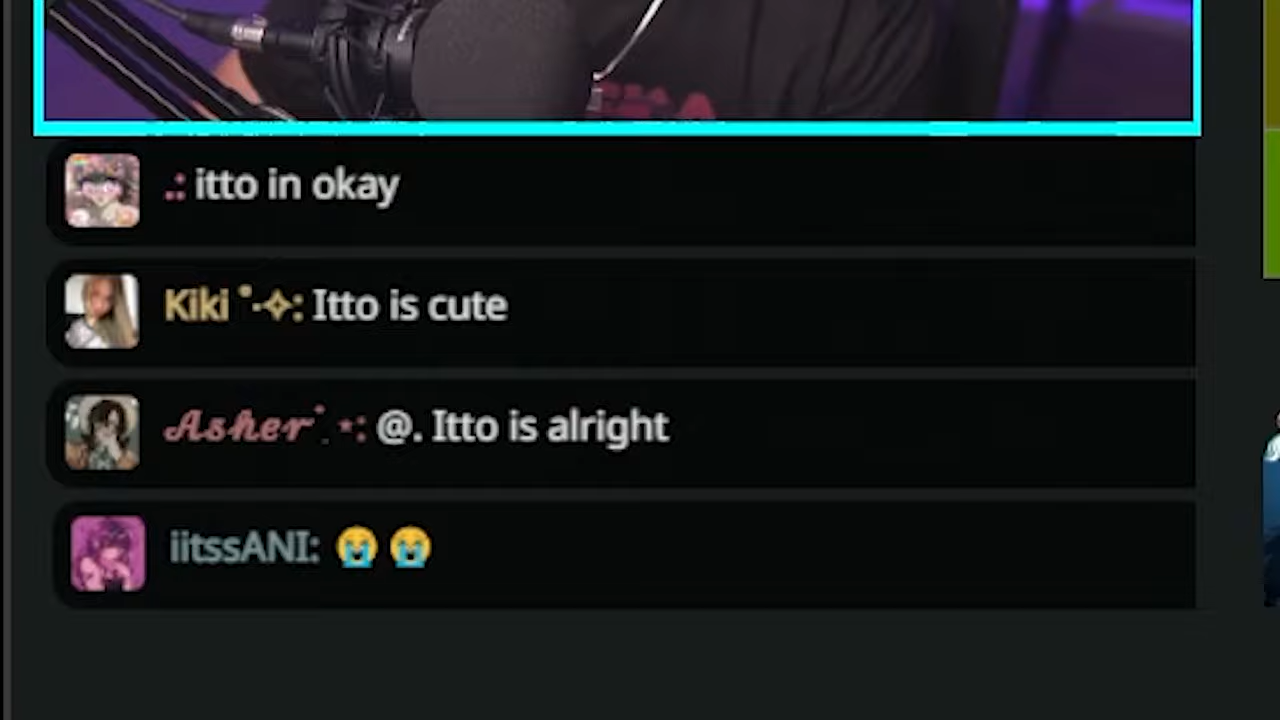 .: itto in okay
Kiki ˚‧✧: Itto is cute
𝓐𝓼𝓱𝓮𝓻˚. ⋆: @. Itto is alright
iitssANI: 😭 😭